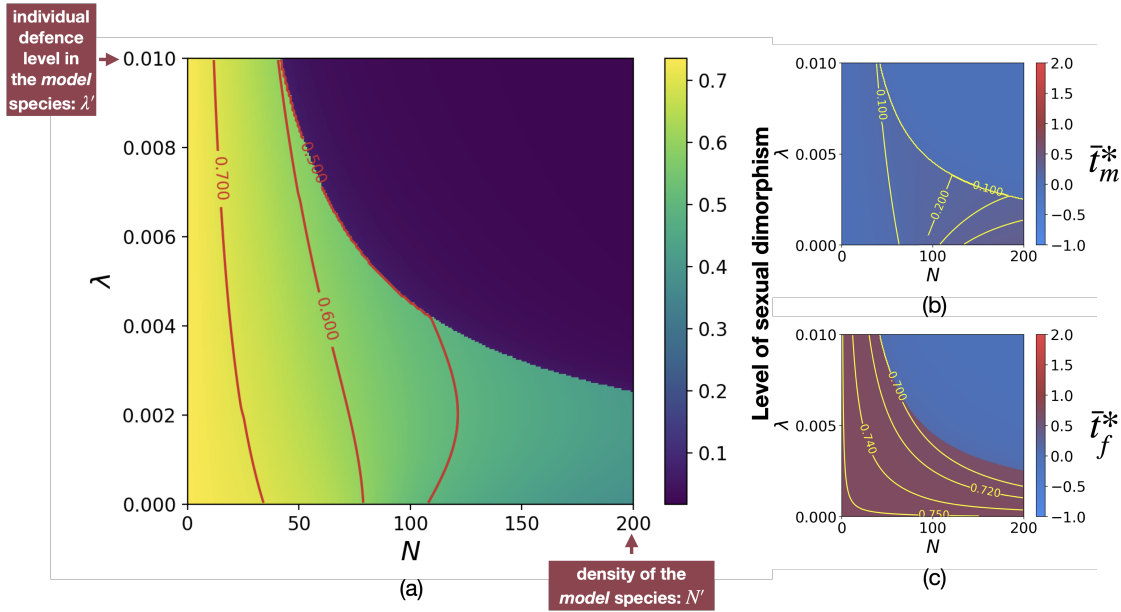 individual
defence
level in
the model
species: λ′
0.010
0.008
0.006
0.004
0.002
0.000
λ
0.700
0.600
0.500
0
50
100
150
200
N
(a)
density of the
model species: N′
0.7
0.6
0.5
0.4
0.3
0.2
0.1
Level of sexual dimorphism
0.010
0.005
0.000
λ
0.100
0.200
0.100
0
100
200
N
(b)
2.0
1.5
1.0
0.5
0.0
−0.5
−1.0
t̄*m
0.010
0.005
0.000
λ
0.700
0.740
0.720
0.750
0
100
200
N
(c)
2.0
1.5
1.0
0.5
0.0
−0.5
−1.0
t̄*f